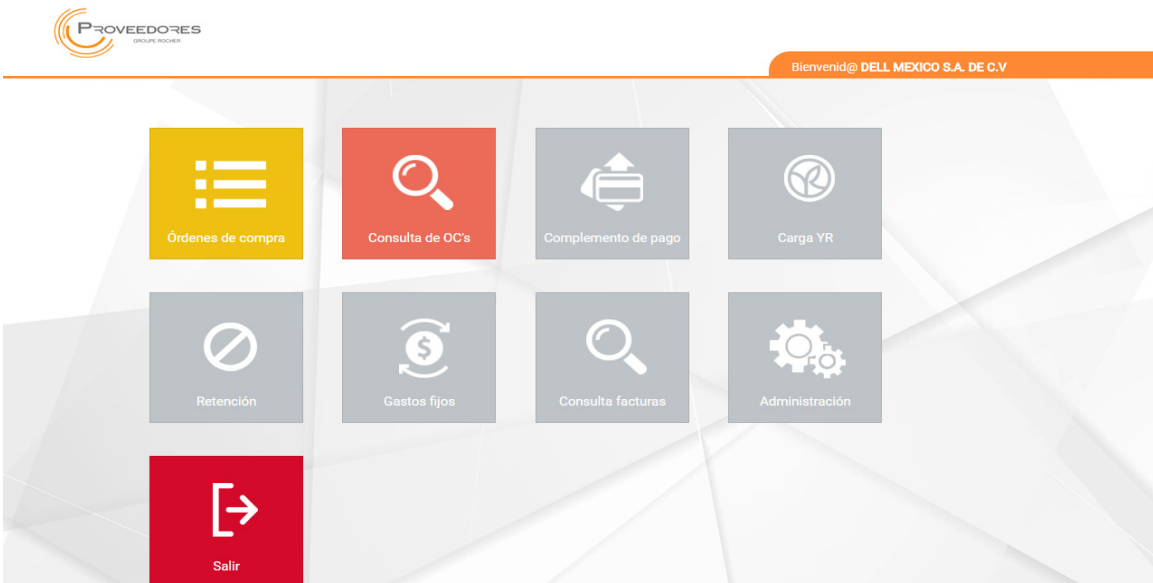 PROVEEDORES
GROUPE ROCHER
Bienvenid@ DELL MEXICO S.A. DE C.V
Órdenes de compra
Consulta de OC's
Complemento de pago
Carga YR
Retención
Gastos fijos
Consulta facturas
Administración
Salir